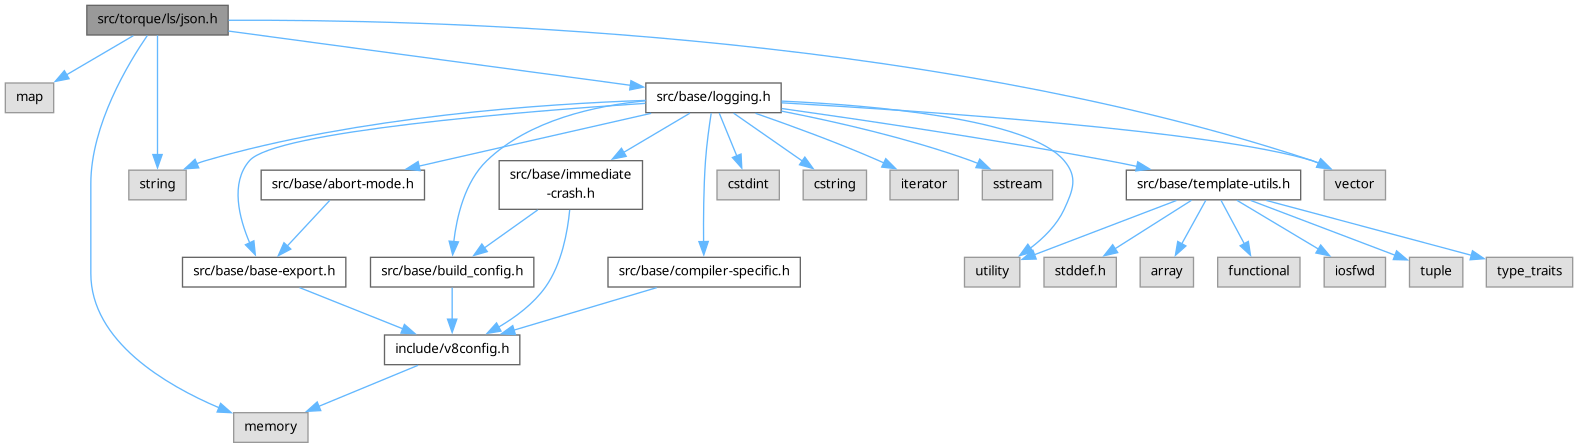 src/torque/ls/json.h
map
src/base/logging.h
string
src/base/abort-mode.h
src/base/immediate
-crash.h
cstdint
cstring
iterator
sstream
src/base/template-utils.h
vector
src/base/base-export.h
src/base/build_config.h
src/base/compiler-specific.h
utility
stddef.h
array
functional
iosfwd
tuple
type_traits
include/v8config.h
memory